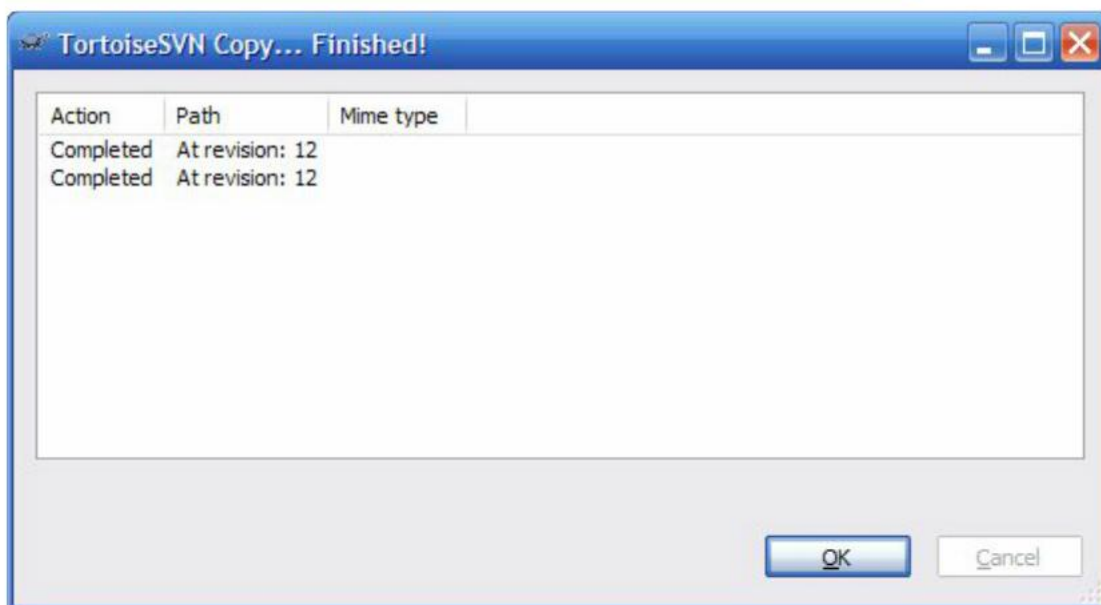 TortoiseSVN Copy... Finished!
Action Path Mime type
Completed At revision: 12
Completed At revision: 12
OK Cancel